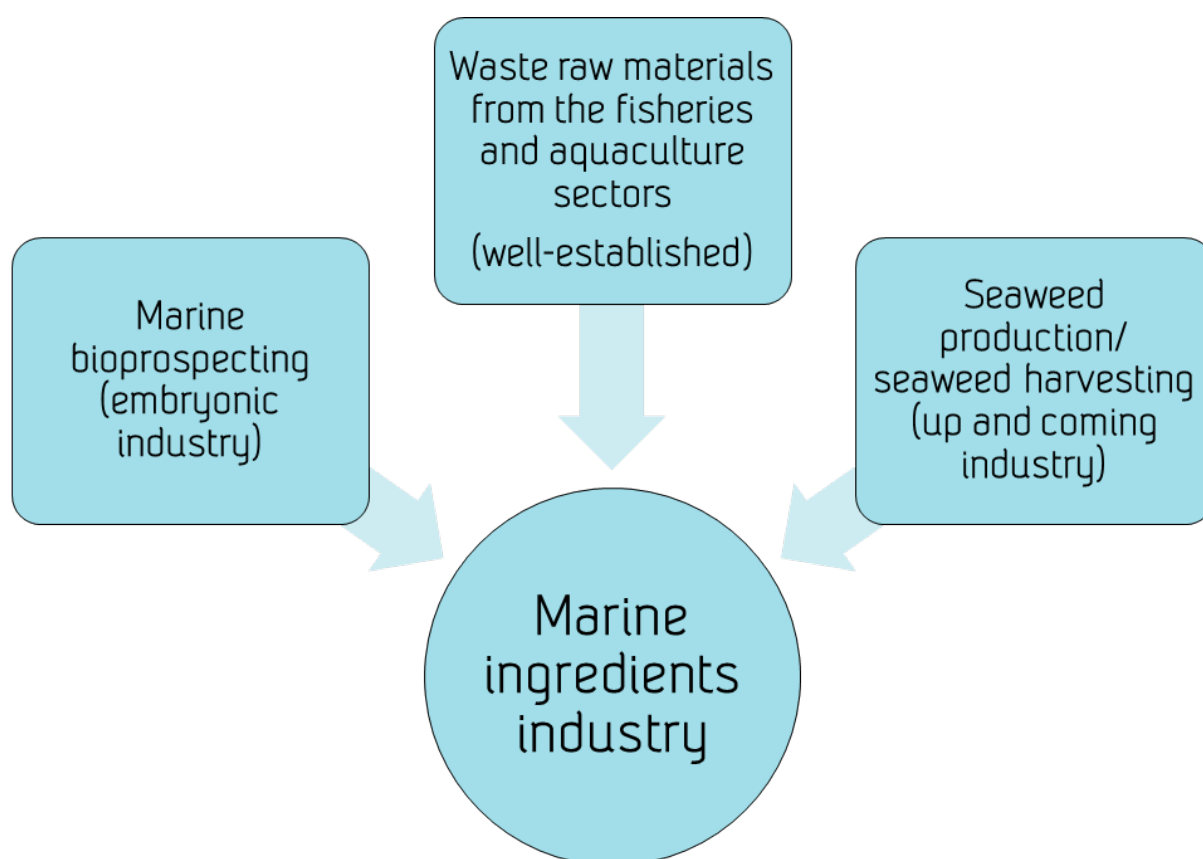 Waste raw materials
from the fisheries
and aquaculture
sectors
(well-established)
Marine
bioprospecting
(embryonic
industry)
Seaweed
production/
seaweed harvesting
(up and coming
industry)
Marine
ingredients
industry